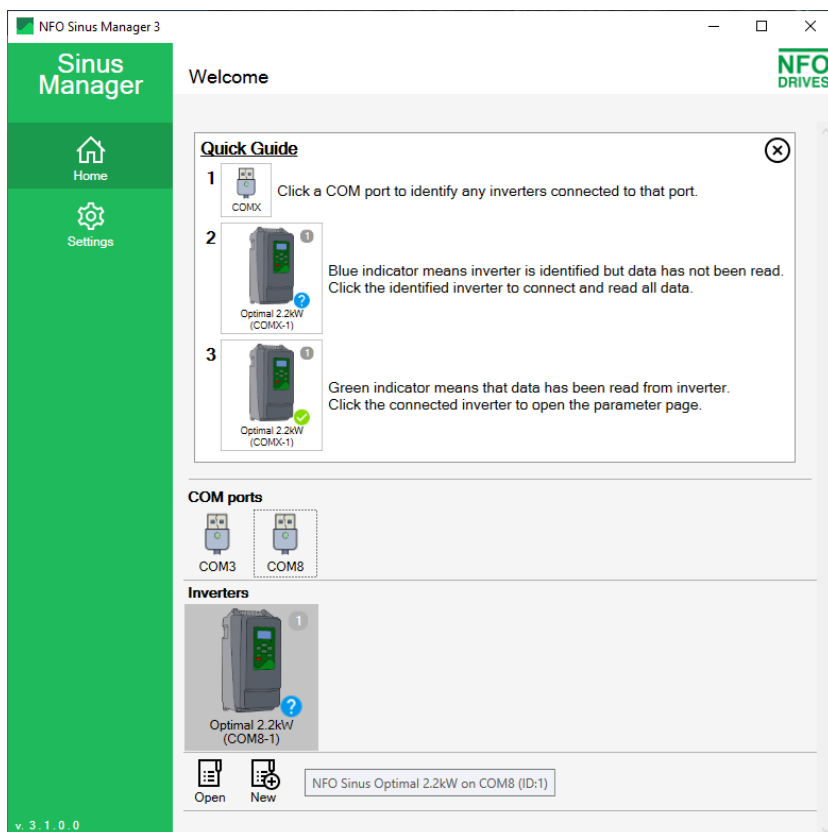 NFO Sinus Manager 3
Sinus
Manager
Welcome
NFO
DRIVES
Home
Settings
Quick Guide
1
COMX
Click a COM port to identify any inverters connected to that port.
2
1
Optimal 2.2kW
(COMX-1)
Blue indicator means inverter is identified but data has not been read.
Click the identified inverter to connect and read all data.
3
1
Optimal 2.2kW
(COMX-1)
Green indicator means that data has been read from inverter.
Click the connected inverter to open the parameter page.
COM ports
COM3
COM8
Inverters
1
?
Optimal 2.2kW
(COM8-1)
Open
New
NFO Sinus Optimal 2.2kW on COM8 (ID:1)
v. 3.1.0.0